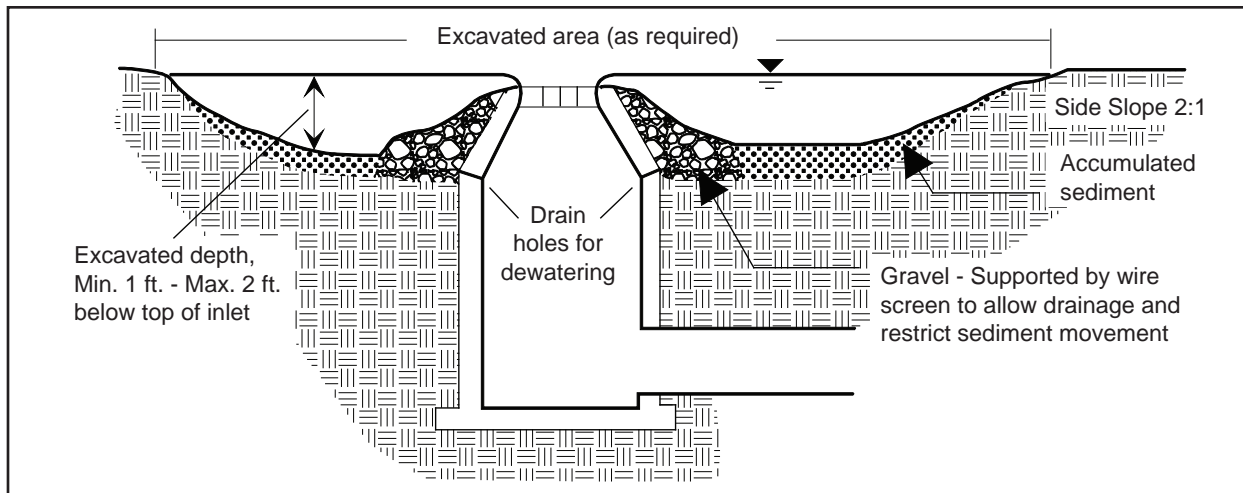 Excavated area (as required)
Side Slope 2:1
Accumulated
sediment
Drain
holes for
dewatering
Excavated depth,
Min. 1 ft. - Max. 2 ft.
below top of inlet
Gravel - Supported by wire
screen to allow drainage and
restrict sediment movement